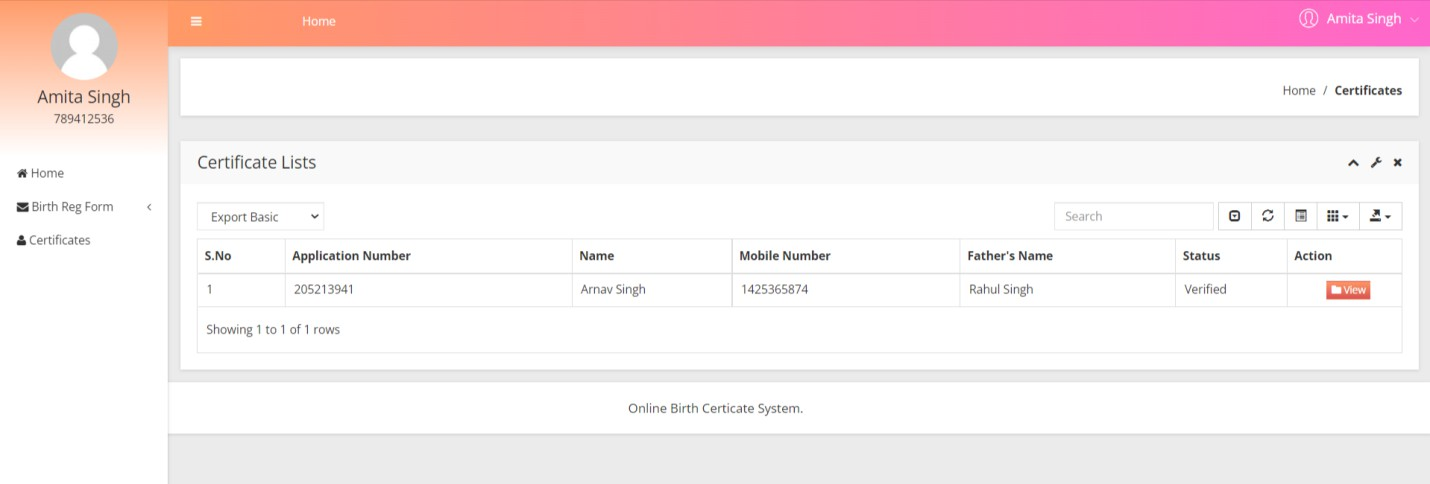 Home
Amita Singh
Amita Singh
789412536
Home
Birth Reg Form
Certificates
Home / Certificates
Certificate Lists
Export Basic
Search
S.No Application Number Name Mobile Number Father's Name Status Action
1 205213941 Arnav Singh 1425365874 Rahul Singh Verified View
Showing 1 to 1 of 1 rows
Online Birth Certicate System.